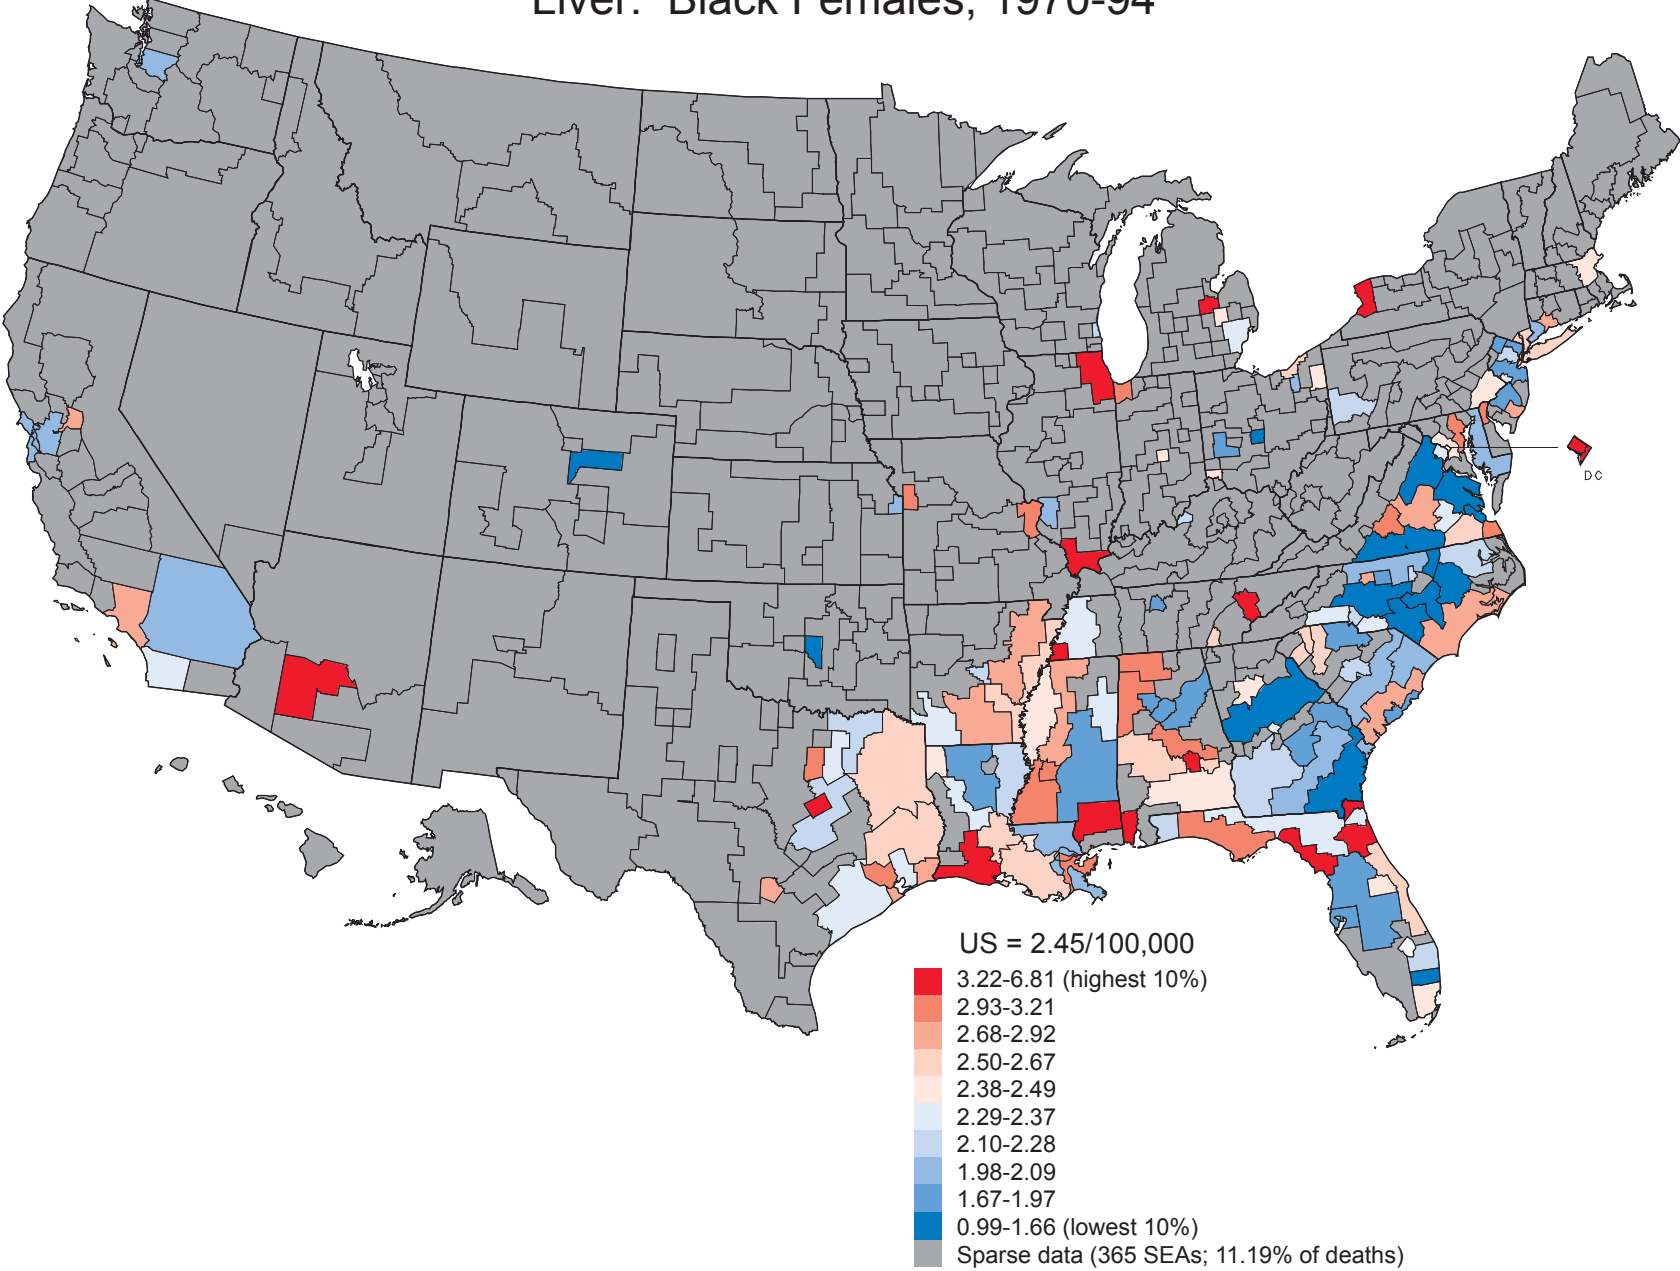 Liver: Black Females, 1970-94
DC
US = 2.45/100,000
3.22-6.81 (highest 10%)
2.93-3.21
2.68-2.92
2.50-2.67
2.38-2.49
2.29-2.37
2.10-2.28
1.98-2.09
1.67-1.97
0.99-1.66 (lowest 10%)
Sparse data (365 SEAs; 11.19% of deaths)